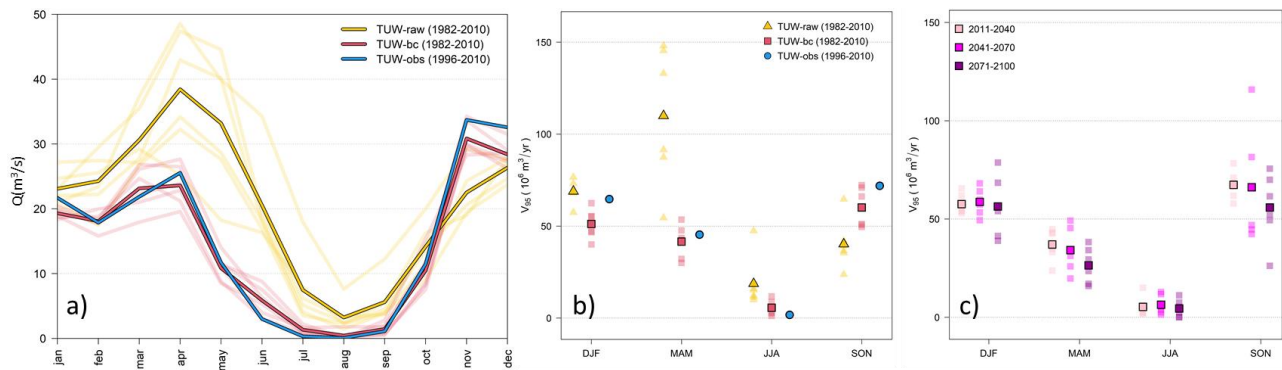 50
40
30
20
10
0
Q(m³/s)
TUW-raw (1982-2010)
TUW-bc (1982-2010)
TUW-obs (1996-2010)
a)
jan
feb
mar
apr
may
jun
jul
aug
sep
oct
nov
dec
150
100
50
0
V₉₅ ( 10⁶ m³/yr )
TUW-raw (1982-2010)
TUW-bc (1982-2010)
TUW-obs (1996-2010)
b)
DJF
MAM
JJA
SON
150
100
50
0
V₉₅ ( 10⁶ m³/yr )
2011-2040
2041-2070
2071-2100
c)
DJF
MAM
JJA
SON